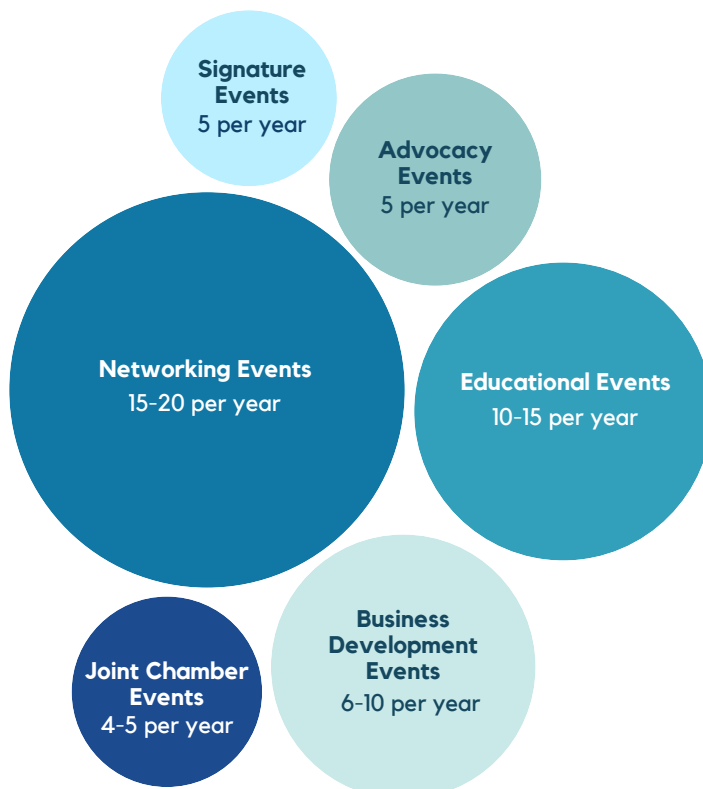 Signature
Events
5 per year
Advocacy
Events
5 per year
Networking Events
15-20 per year
Educational Events
10-15 per year
Business
Development
Events
6-10 per year
Joint Chamber
Events
4-5 per year